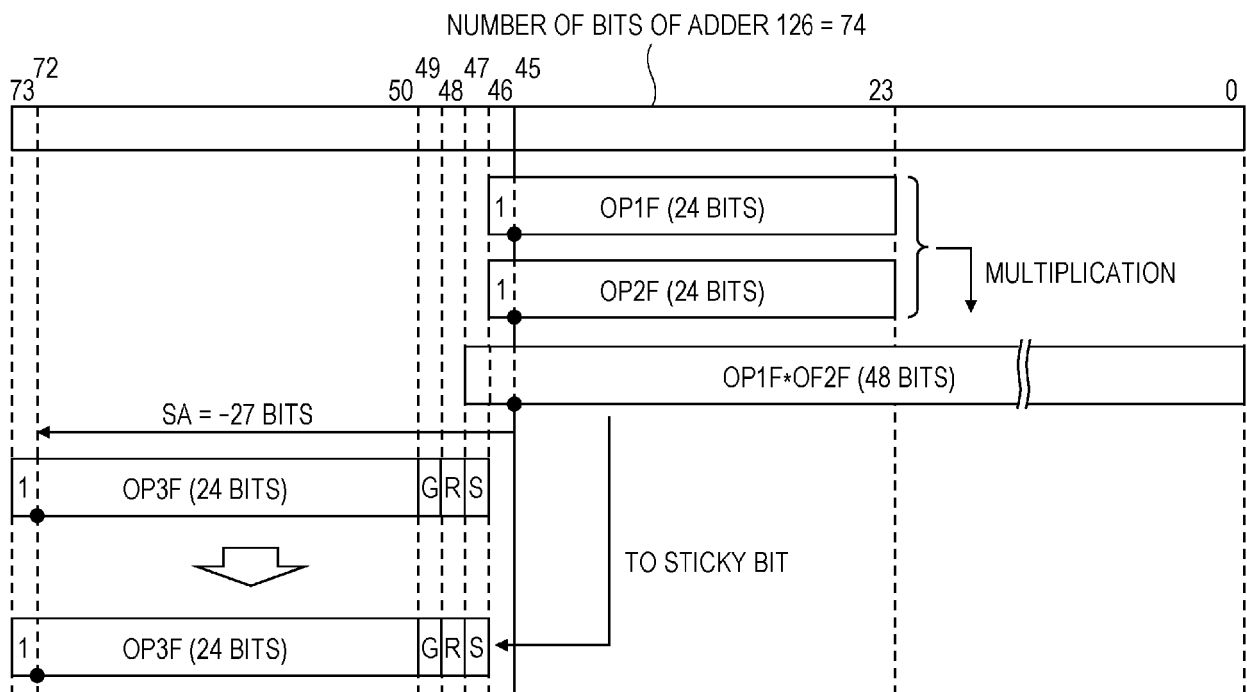 NUMBER OF BITS OF ADDER 126 = 74
73 72 50 49 48 47 46 45 23 0
1 OP1F (24 BITS)
1 OP2F (24 BITS)
MULTIPLICATION
OP1F*OF2F (48 BITS)
SA = −27 BITS
1 OP3F (24 BITS) G R S
TO STICKY BIT
1 OP3F (24 BITS) G R S